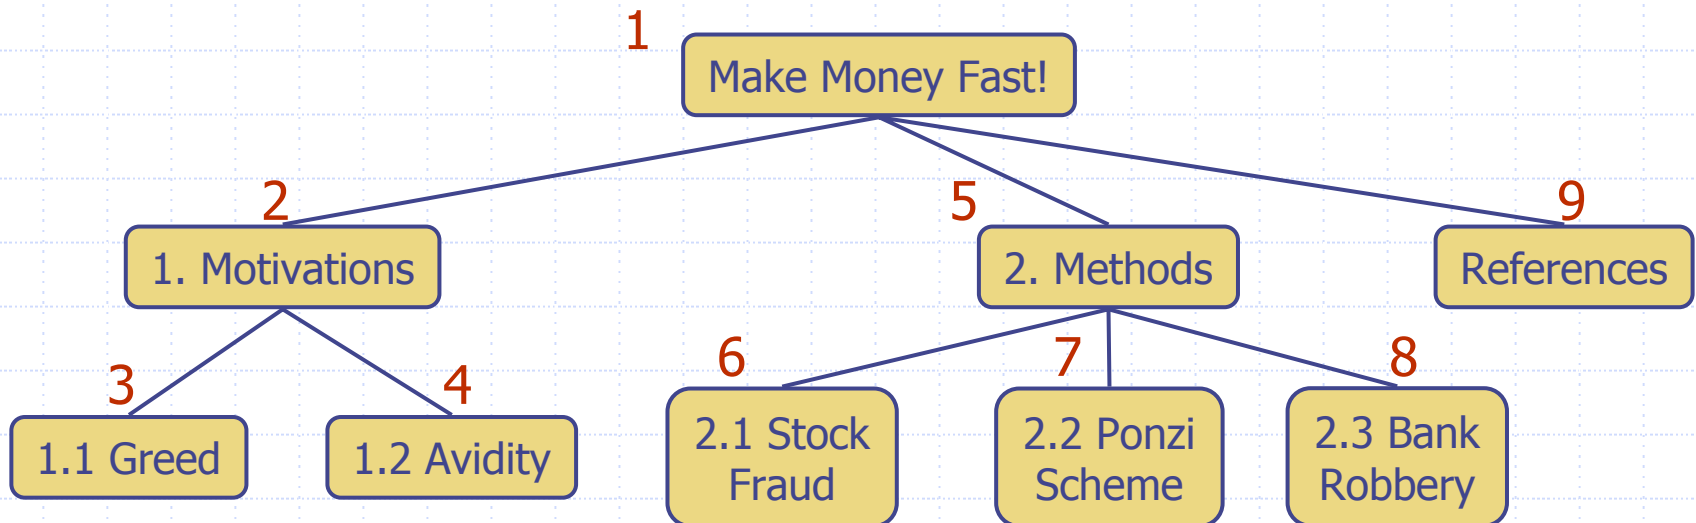 1
Make Money Fast!
2
5
9
1. Motivations
2. Methods
References
3
4
6
7
8
1.1 Greed
1.2 Avidity
2.1 Stock
Fraud
2.2 Ponzi
Scheme
2.3 Bank
Robbery